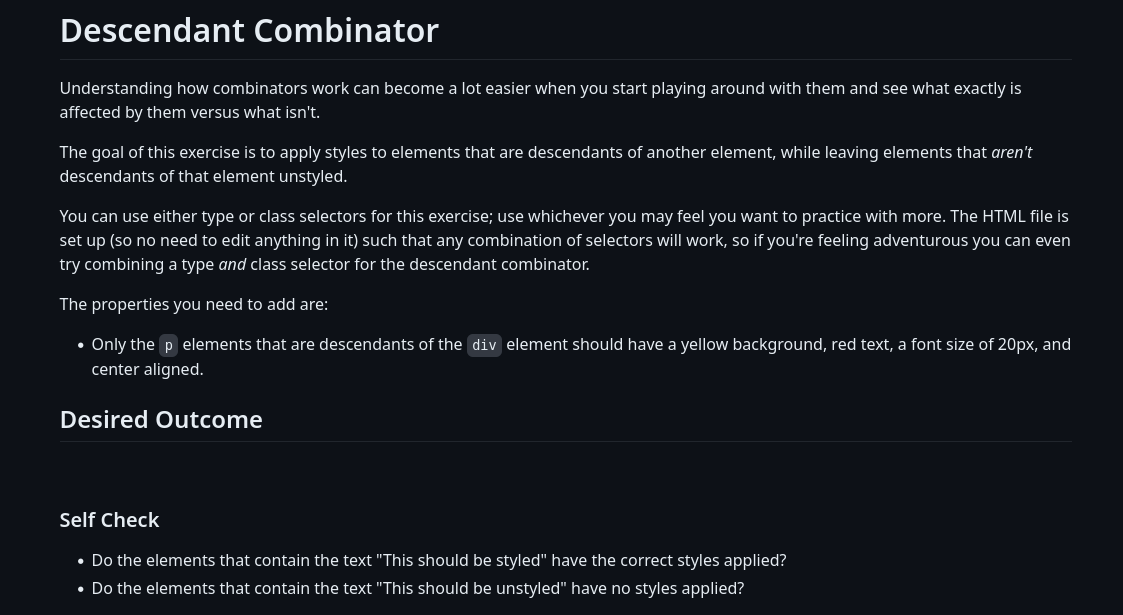 Descendant Combinator
Understanding how combinators work can become a lot easier when you start playing around with them and see what exactly is
affected by them versus what isn't.
The goal of this exercise is to apply styles to elements that are descendants of another element, while leaving elements that aren't
descendants of that element unstyled.
You can use either type or class selectors for this exercise; use whichever you may feel you want to practice with more. The HTML file is
set up (so no need to edit anything in it) such that any combination of selectors will work, so if you're feeling adventurous you can even
try combining a type and class selector for the descendant combinator.
The properties you need to add are:
• Only the p elements that are descendants of the div element should have a yellow background, red text, a font size of 20px, and
center aligned.
Desired Outcome
Self Check
• Do the elements that contain the text "This should be styled" have the correct styles applied?
• Do the elements that contain the text "This should be unstyled" have no styles applied?